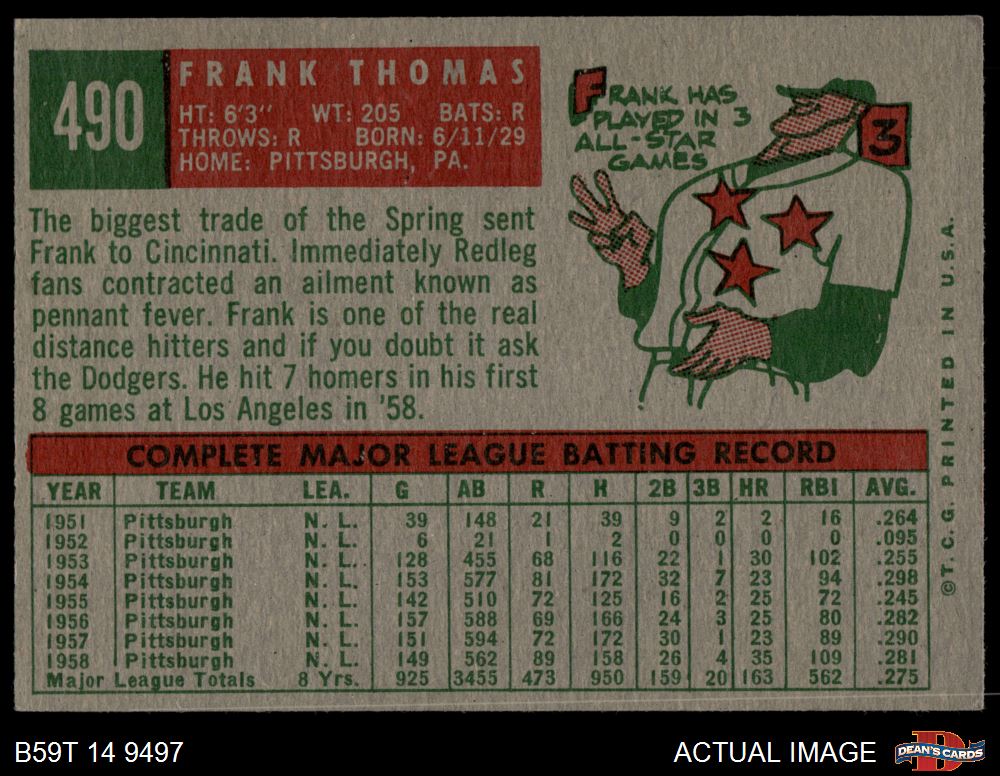 490
FRANK THOMAS
HT: 6'3" WT: 205 BATS: R
THROWS: R BORN: 6/11/29
HOME: PITTSBURGH, PA.
FRANK HAS
PLAYED IN 3
ALL-STAR
GAMES
3
The biggest trade of the Spring sent
Frank to Cincinnati. Immediately Redleg
fans contracted an ailment known as
pennant fever. Frank is one of the real
distance hitters and if you doubt it ask
the Dodgers. He hit 7 homers in his first
8 games at Los Angeles in '58.
COMPLETE MAJOR LEAGUE BATTING RECORD
YEAR TEAM LEA. G AB R H 2B 3B HR RBI AVG.
1951 Pittsburgh N. L. 39 148 21 39 9 2 2 16 .264
1952 Pittsburgh N. L. 6 21 1 2 0 0 0 0 .095
1953 Pittsburgh N. L. 128 455 68 116 22 1 30 102 .255
1954 Pittsburgh N. L. 153 577 81 172 32 7 23 94 .298
1955 Pittsburgh N. L. 142 510 72 125 16 2 25 72 .245
1956 Pittsburgh N. L. 157 588 69 166 24 3 25 80 .282
1957 Pittsburgh N. L. 151 594 72 172 30 1 23 89 .290
1958 Pittsburgh N. L. 149 562 89 158 26 4 35 109 .281
Major League Totals 8 Yrs. 925 3455 473 950 159 20 163 562 .275
©T. C. G. PRINTED IN U.S.A.
B59T 14 9497
ACTUAL IMAGE
DEAN'S CARDS